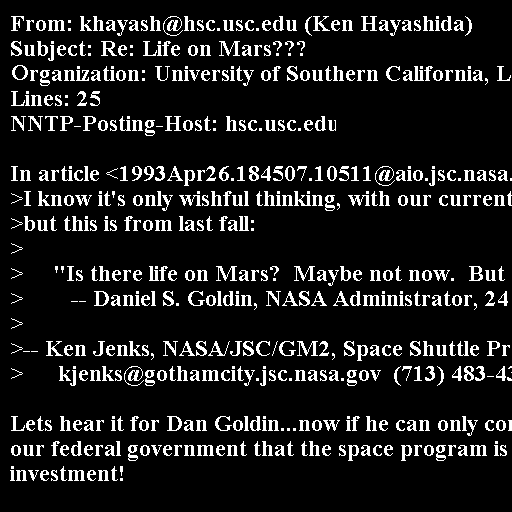 From: khayash@hsc.usc.edu (Ken Hayashida)
Subject: Re: Life on Mars???
Organization: University of Southern California, L
Lines: 25
NNTP-Posting-Host: hsc.usc.edu

In article <1993Apr26.184507.10511@aio.jsc.nasa.
>I know it's only wishful thinking, with our current
>but this is from last fall:
>
>     "Is there life on Mars?  Maybe not now.  But
>        -- Daniel S. Goldin, NASA Administrator, 24
>
>-- Ken Jenks, NASA/JSC/GM2, Space Shuttle Pr
>      kjenks@gothamcity.jsc.nasa.gov  (713) 483-43

Lets hear it for Dan Goldin...now if he can only con
our federal government that the space program is
investment!